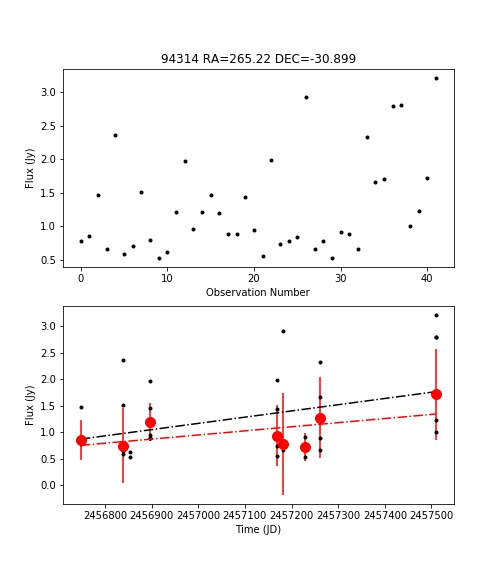 94314 RA=265.22 DEC=-30.899
3.0
2.5
2.0
1.5
1.0
0.5
Flux (Jy)
0 10 20 30 40
Observation Number
3.0
2.5
2.0
1.5
1.0
0.5
0.0
Flux (Jy)
2456800 2456900 2457000 2457100 2457200 2457300 2457400 2457500
Time (JD)